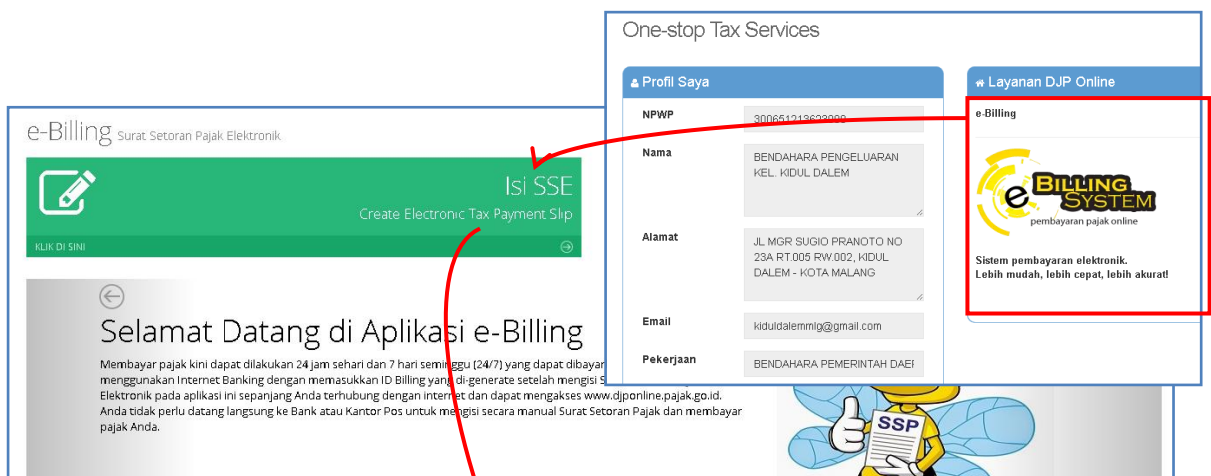 One-stop Tax Services
Profil Saya
NPWP
Nama
BENDAHARA PENGELUARAN
KEL. KIDUL DALEM
Alamat
JL MGR SUGIO PRANOTO NO
23A RT.005 RW.002, KIDUL
DALEM - KOTA MALANG
Email
kiduldalemmlg@gmail.com
Pekerjaan
BENDAHARA PEMERINTAH DAEF
Layanan DJP Online
e-Billing
e BILLING
SYSTEM
pembayaran pajak online
Sistem pembayaran elektronik.
Lebih mudah, lebih cepat, lebih akurat!
e-Billing Surat Setoran Pajak Elektronik
Isi SSE
Create Electronic Tax Payment Slip
KLIK DI SINI
Selamat Datang di Aplikasi e-Billing
Membayar pajak kini dapat dilakukan 24 jam sehari dan 7 hari seminggu (24/7) yang dapat dibayar
menggunakan Internet Banking dengan memasukkan ID Billing yang di-generate setelah mengisi S
Elektronik pada aplikasi ini sepanjang Anda terhubung dengan internet dan dapat mengakses www.djponline.pajak.go.id.
Anda tidak perlu datang langsung ke Bank atau Kantor Pos untuk mengisi secara manual Surat Setoran Pajak dan membayar
pajak Anda.
SSP